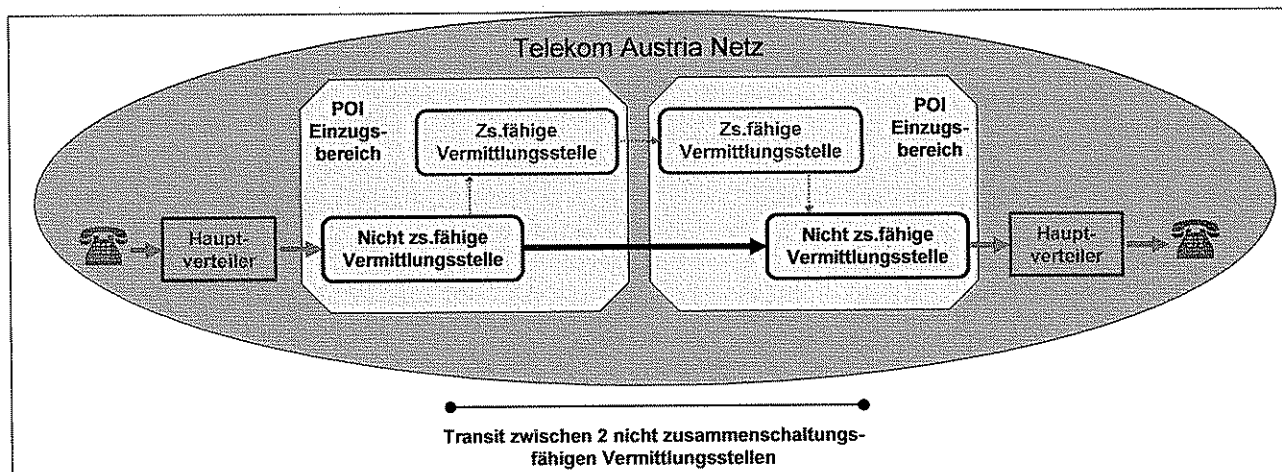 Telekom Austria Netz
POI
Einzugs-
bereich
Zs.fähige
Vermittlungsstelle
Zs.fähige
Vermittlungsstelle
POI
Einzugs-
bereich
Haupt-
verteiler
Nicht zs.fähige
Vermittlungsstelle
Nicht zs.fähige
Vermittlungsstelle
Haupt-
verteiler
Transit zwischen 2 nicht zusammenschaltungs-
fähigen Vermittlungsstellen